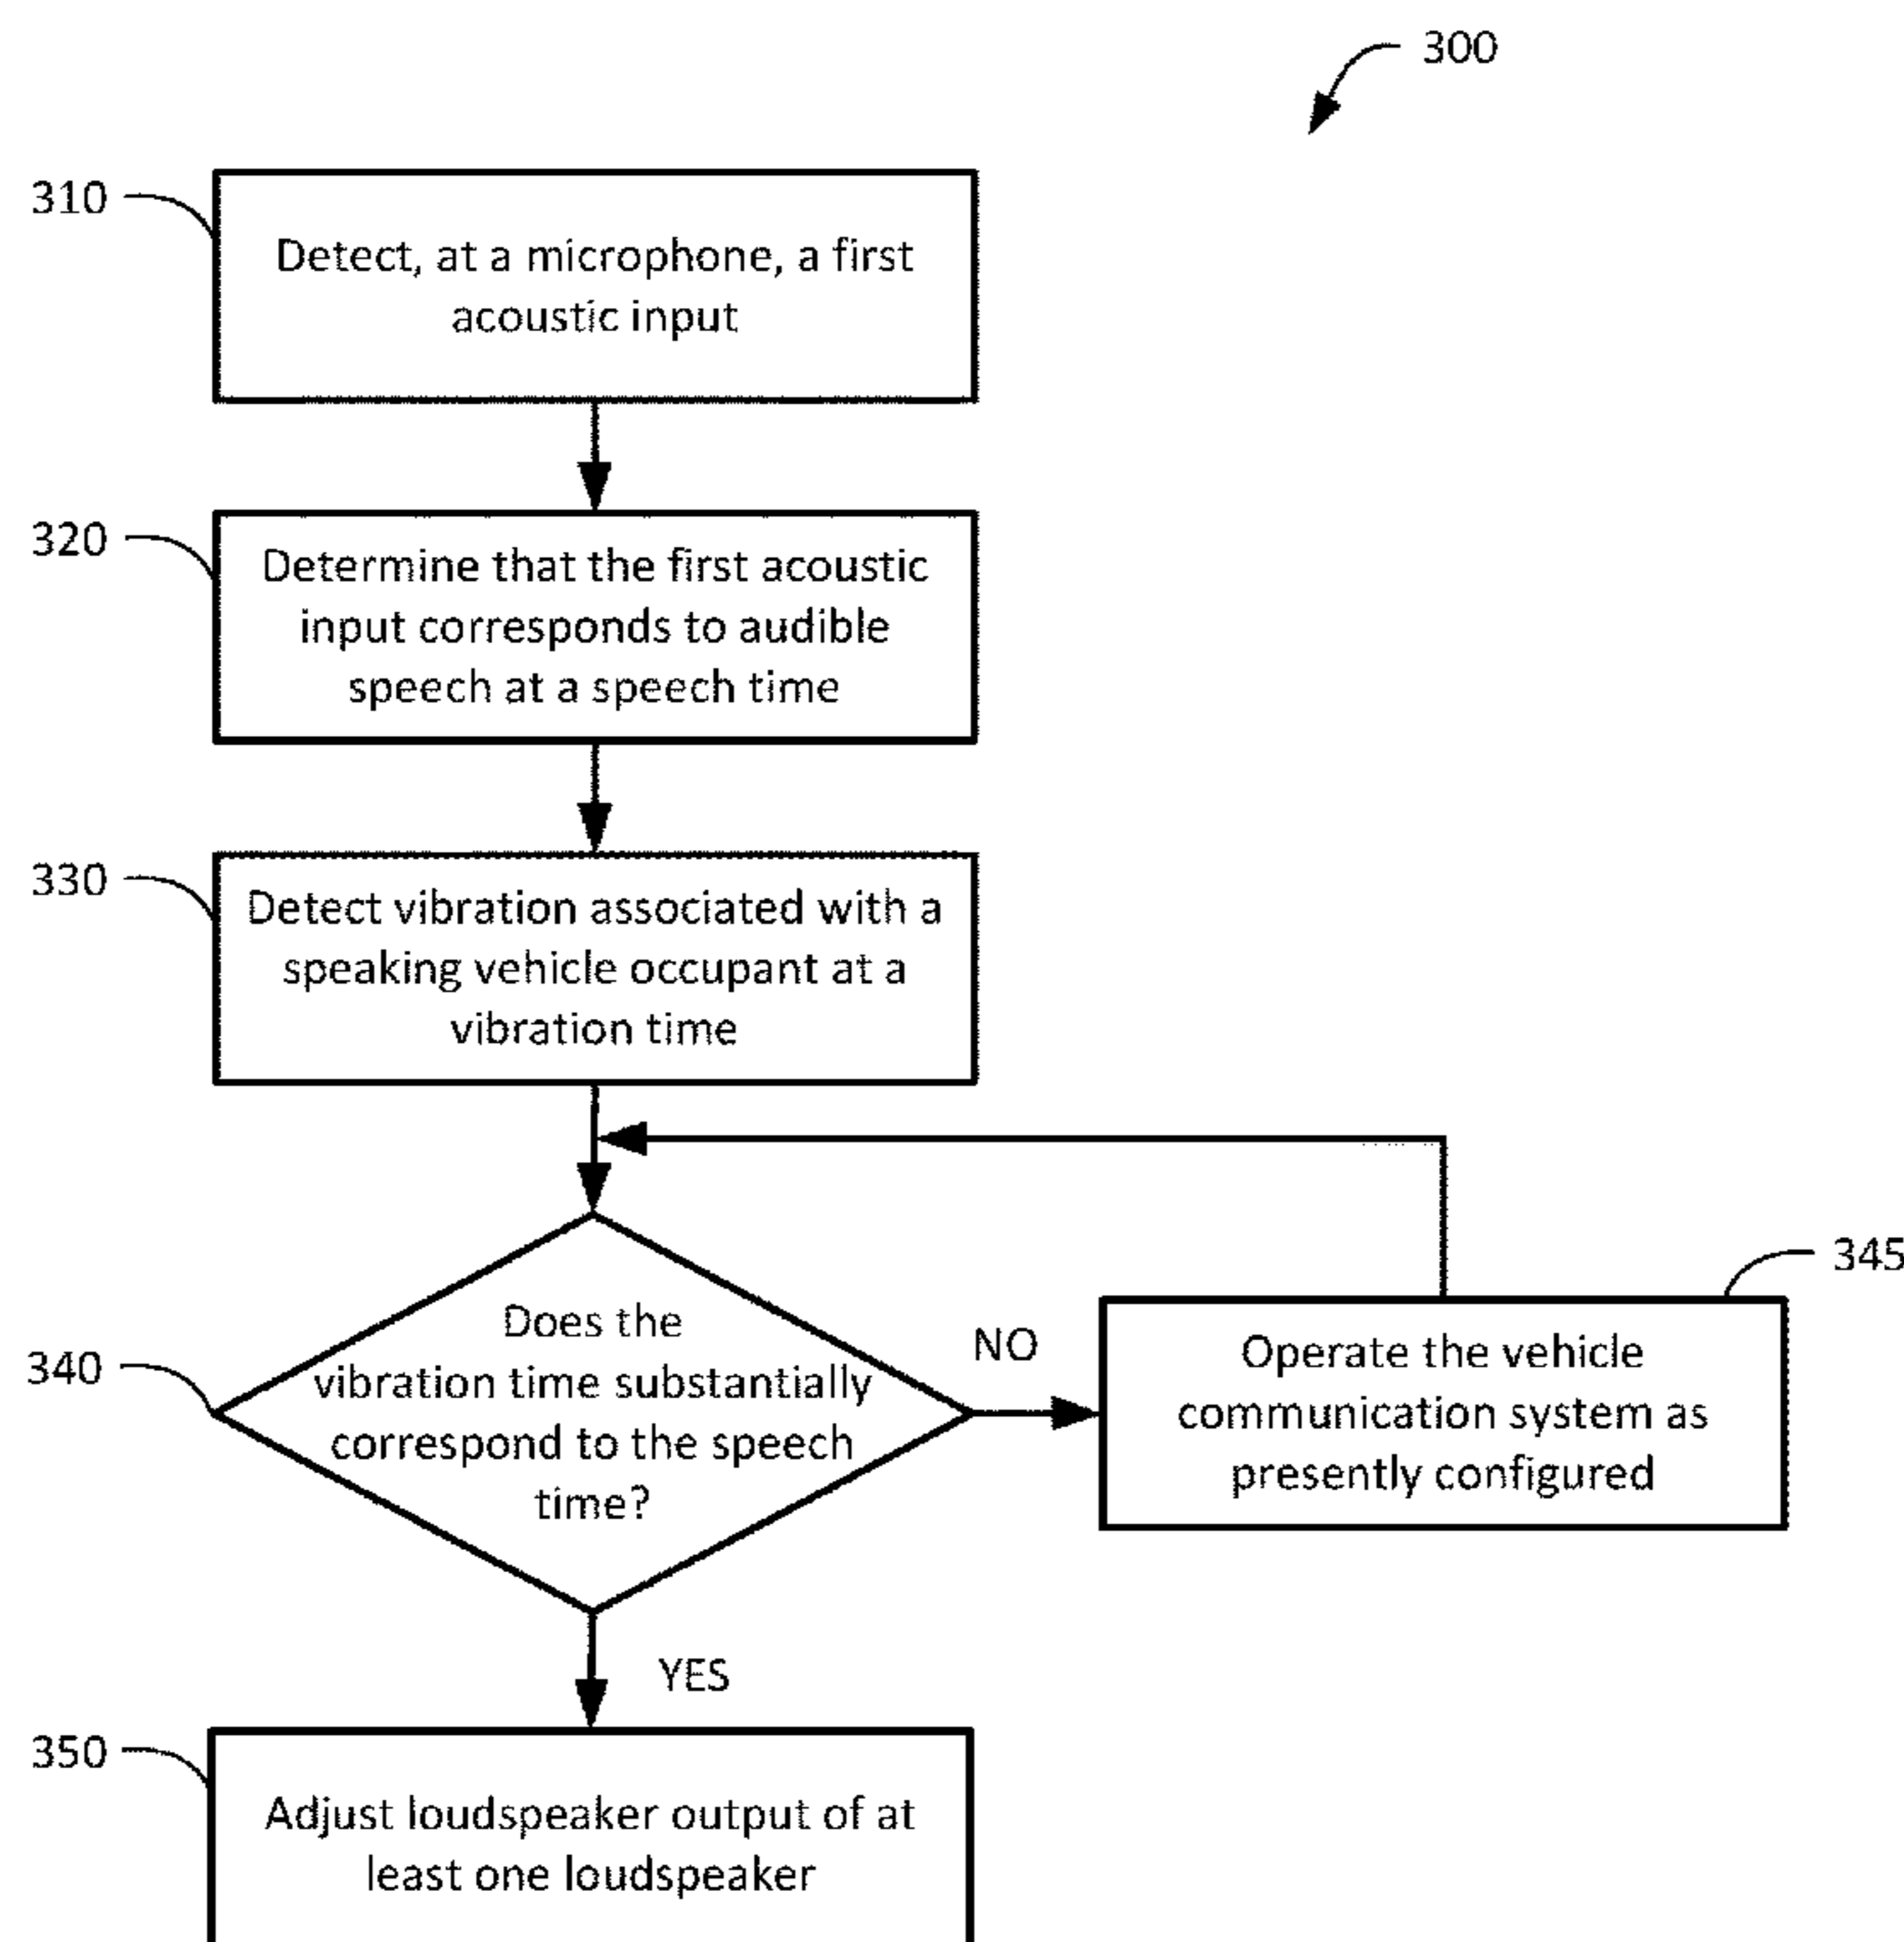 300
310
Detect, at a microphone, a first
acoustic input
320
Determine that the first acoustic
input corresponds to audible
speech at a speech time
330
Detect vibration associated with a
speaking vehicle occupant at a
vibration time
340
Does the
vibration time substantially
correspond to the speech
time?
NO
345
Operate the vehicle
communication system as
presently configured
YES
350
Adjust loudspeaker output of at
least one loudspeaker